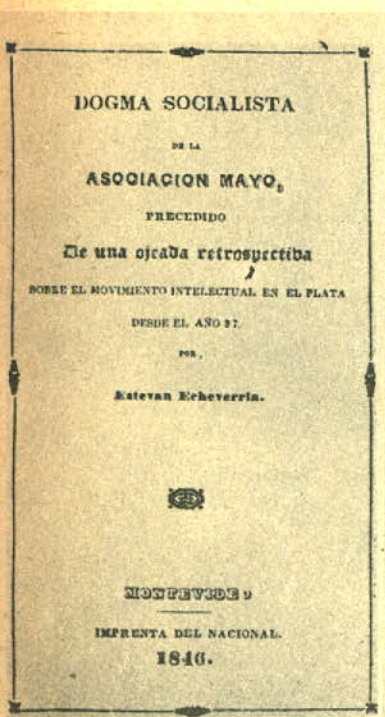 DOGMA SOCIALISTA
DE LA
ASOCIACION MAYO,
PRECEDIDO
De una ojeada retrospectiva
SOBRE EL MOVIMIENTO INTELECTUAL EN EL PLATA
DESDE EL AÑO 37.
POR,
Estevan Echeverria.
MONTEVIDEO
IMPRENTA DEL NACIONAL.
1846.